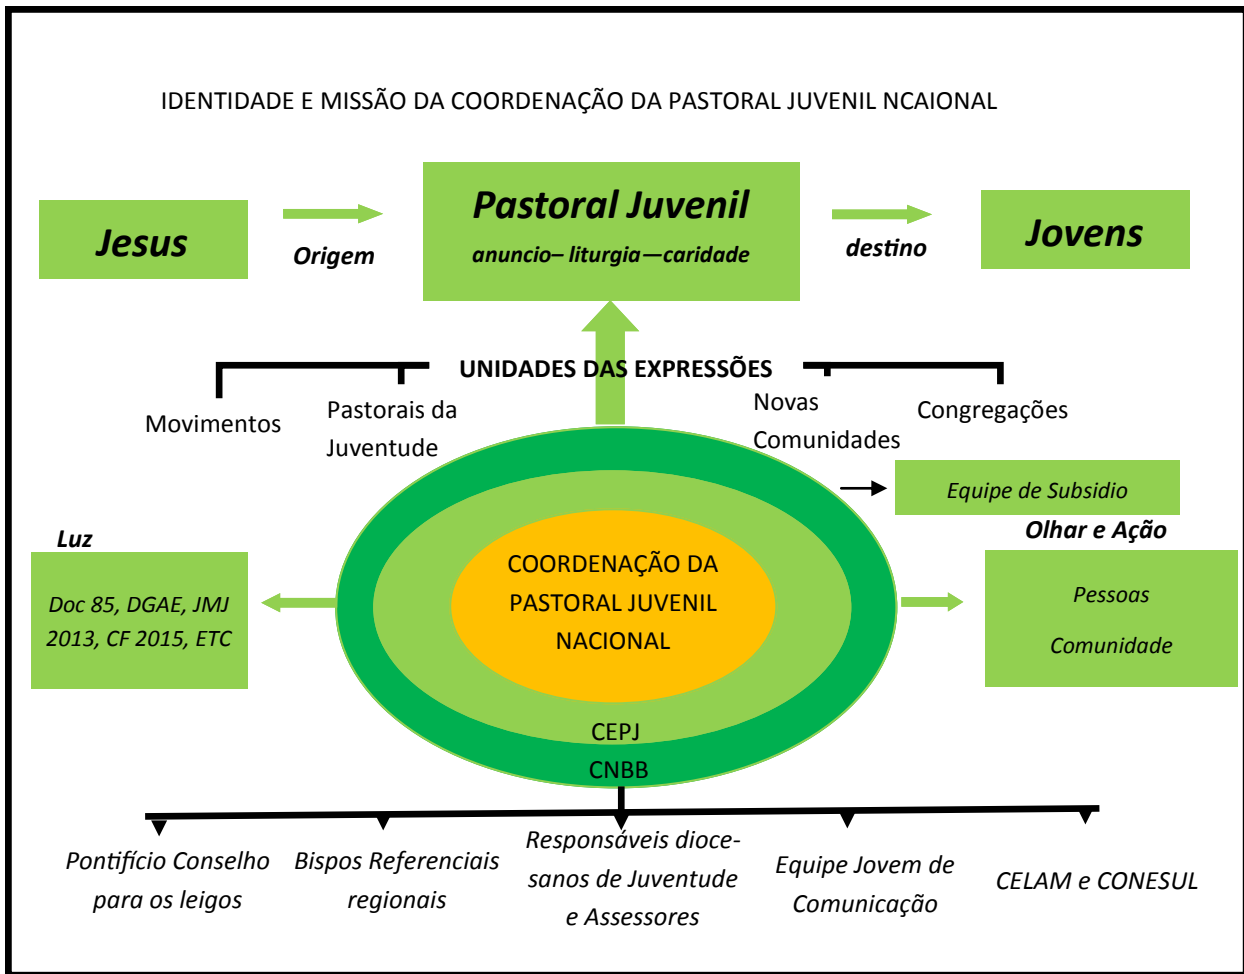 IDENTIDADE E MISSÃO DA COORDENAÇÃO DA PASTORAL JUVENIL NCAIONAL
Jesus
Origem
Pastoral Juvenil
anuncio– liturgia—caridade
destino
Jovens
UNIDADES DAS EXPRESSÕES
Movimentos
Pastorais da
Juventude
Novas
Comunidades
Congregações
Equipe de Subsidio
Luz
Doc 85, DGAE, JMJ
2013, CF 2015, ETC
COORDENAÇÃO DA
PASTORAL JUVENIL
NACIONAL
CEPJ
CNBB
Olhar e Ação
Pessoas
Comunidade
Pontifício Conselho
para os leigos
Bispos Referenciais
regionais
Responsáveis dioce-
sanos de Juventude
e Assessores
Equipe Jovem de
Comunicação
CELAM e CONESUL